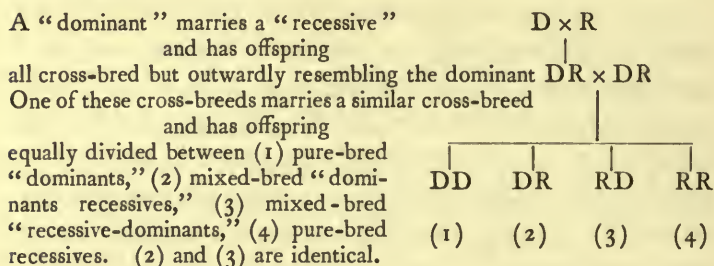 A “dominant” marries a “recessive” D × R
and has offspring
all cross-bred but outwardly resembling the dominant DR × DR
One of these cross-breeds marries a similar cross-breed
and has offspring
equally divided between (1) pure-bred
“dominants,” (2) mixed-bred “domi- DD DR RD RR
nants recessives,” (3) mixed-bred
“recessive-dominants,” (4) pure-bred (1) (2) (3) (4)
recessives. (2) and (3) are identical.